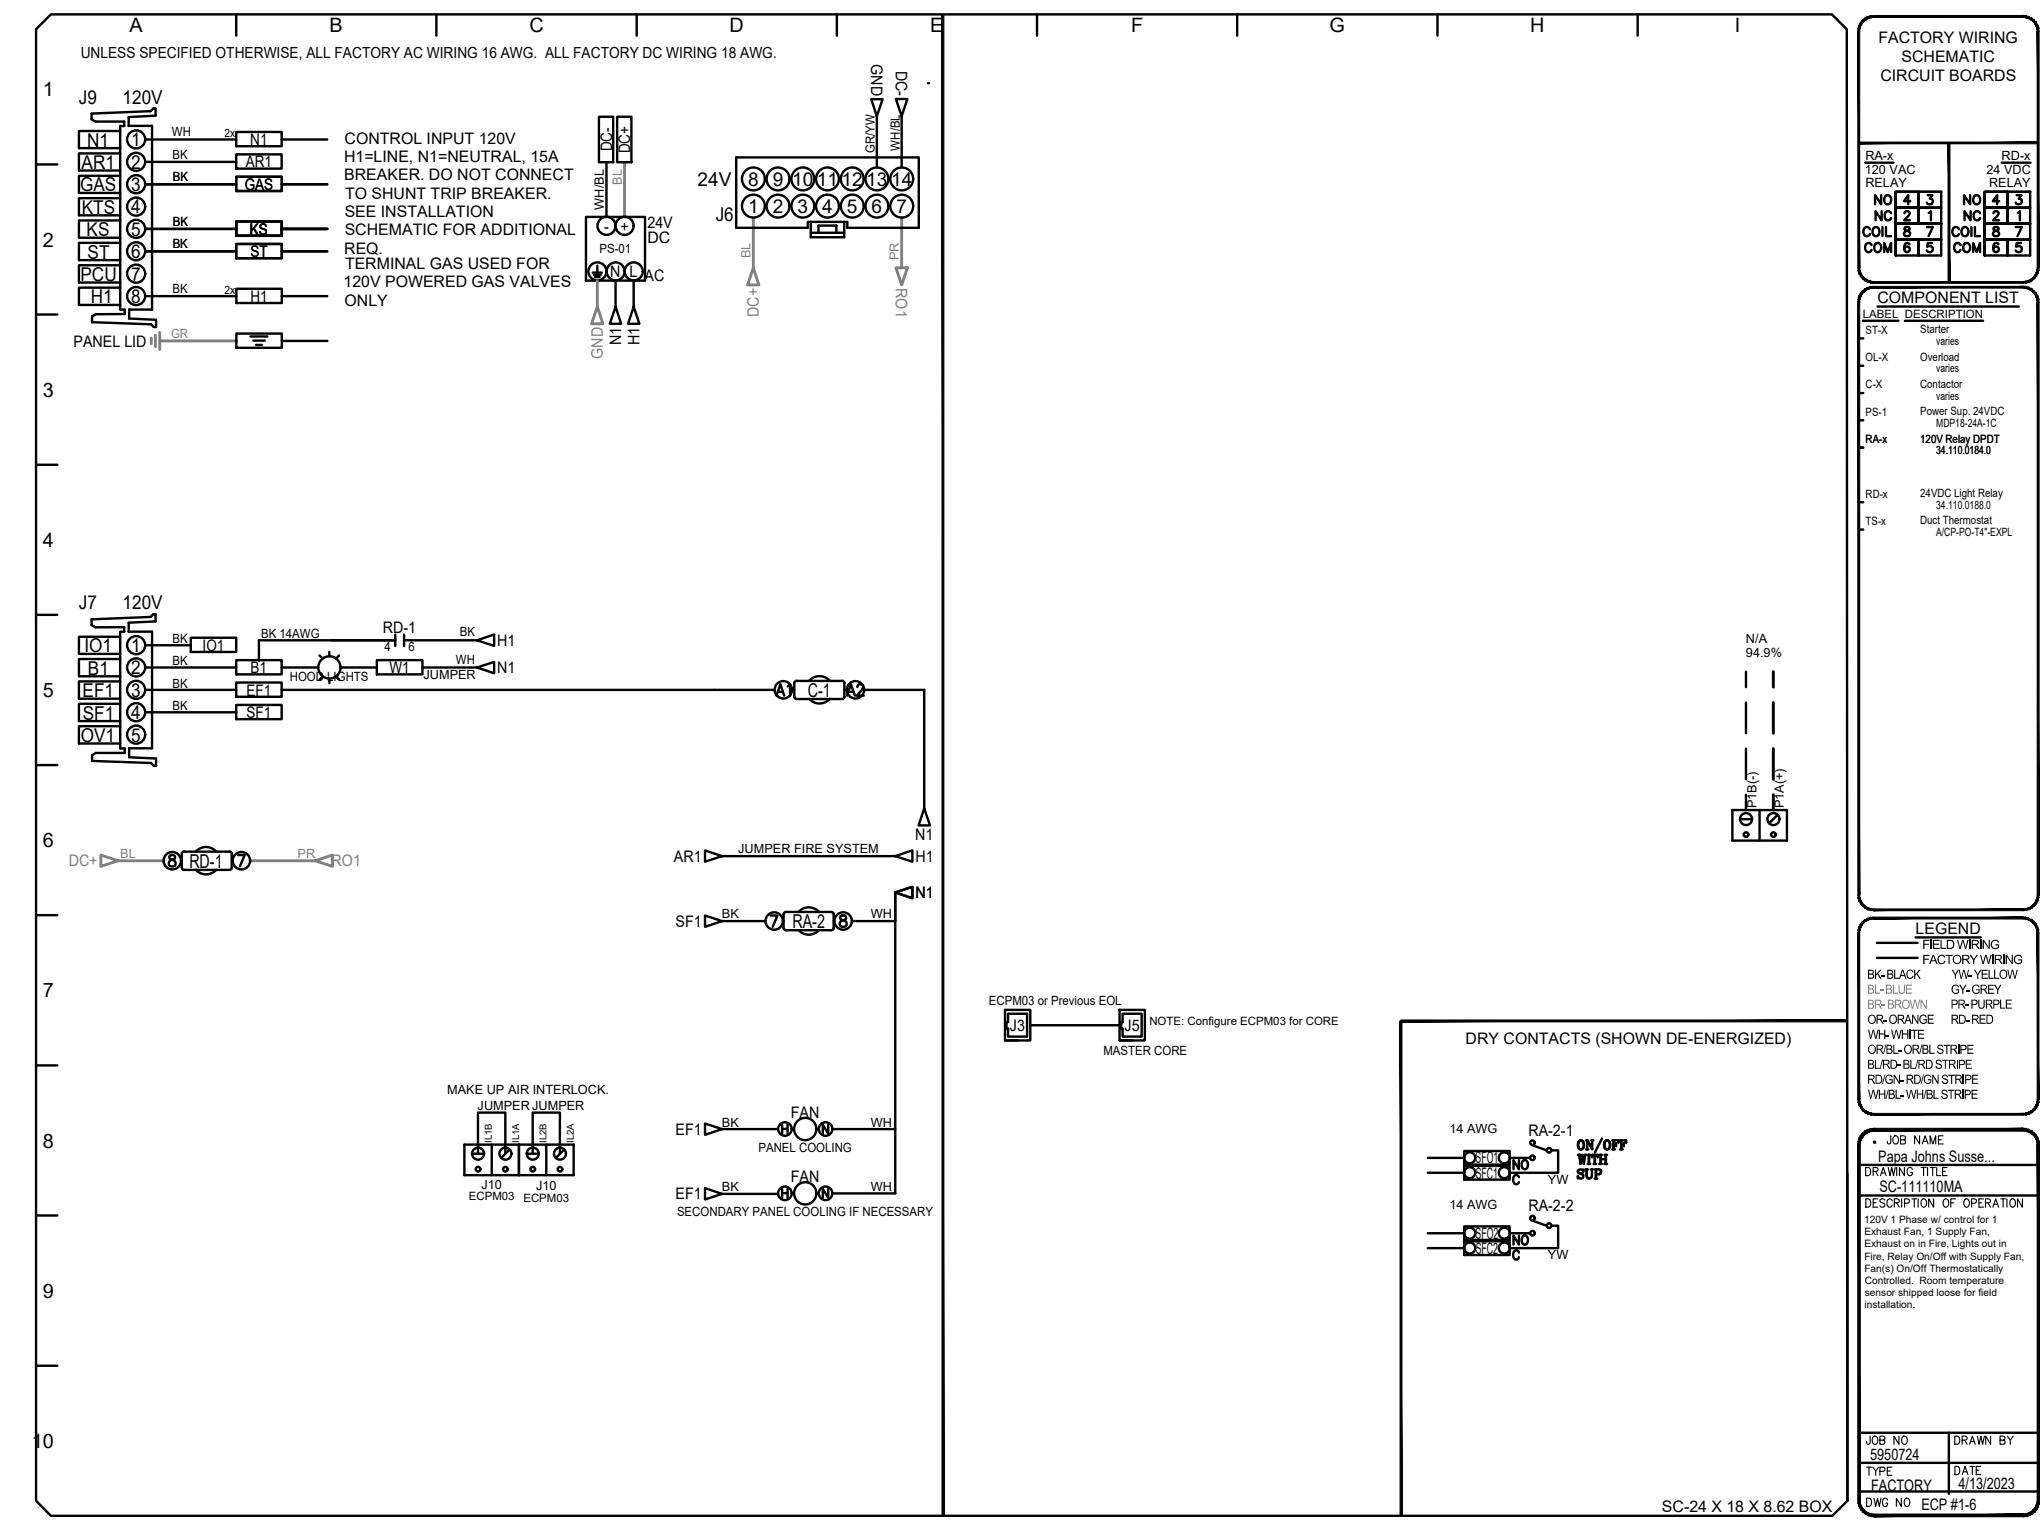 A B C D E F G H I
UNLESS SPECIFIED OTHERWISE, ALL FACTORY AC WIRING 16 AWG. ALL FACTORY DC WIRING 18 AWG.
1
J9 120V
N1 1 WH 2x N1
AR1 2 BK AR1
GAS 3 BK GAS
KTS 4
KS 5 BK KS
ST 6 BK ST
PCU 7
H1 8 BK 2x H1
PANEL LID GR
CONTROL INPUT 120V
H1=LINE, N1=NEUTRAL, 15A
BREAKER. DO NOT CONNECT
TO SHUNT TRIP BREAKER.
SEE INSTALLATION
SCHEMATIC FOR ADDITIONAL
REQ.
TERMINAL GAS USED FOR
120V POWERED GAS VALVES
ONLY
DC- DC+
WH/BL BL
- + 24V
DC
PS-01
N L AC
GND N1 H1
GND DC-
GR/YW WH/BL
24V 8 9 10 11 12 13 14
J6 1 2 3 4 5 6 7
BL PR
DC+ RO1
2
3
4
J7 120V
IO1 1 BK IO1
B1 2 BK B1
EF1 3 BK EF1
SF1 4 BK SF1
OV1 5
BK 14AWG RD-1 BK H1
4 6
HOOD LIGHTS W1 WH N1
JUMPER
A1 C-1 A2
N1
5
6
DC+ BL 8 RD-1 7 PR RO1
AR1 JUMPER FIRE SYSTEM H1
N1
SF1 BK 7 RA-2 8 WH
7
MAKE UP AIR INTERLOCK.
JUMPER JUMPER
IL1B IL1A IL2B IL2A
J10 J10
ECPM03 ECPM03
8
EF1 BK H FAN N WH
PANEL COOLING
EF1 BK H FAN N WH
SECONDARY PANEL COOLING IF NECESSARY
9
10
N/A
94.9%
P1B(-) P1A(+)
ECPM03 or Previous EOL
J3 J5 NOTE: Configure ECPM03 for CORE
MASTER CORE
DRY CONTACTS (SHOWN DE-ENERGIZED)
14 AWG RA-2-1
SFO1 NO
SFC1 C YW
ON/OFF
WITH
SUP
14 AWG RA-2-2
SFO2 NO
SFC2 C YW
SC-24 X 18 X 8.62 BOX
FACTORY WIRING
SCHEMATIC
CIRCUIT BOARDS
RA-x
120 VAC
RELAY
NO 4 3
NC 2 1
COIL 8 7
COM 6 5
RD-x
24 VDC
RELAY
NO 4 3
NC 2 1
COIL 8 7
COM 6 5
COMPONENT LIST
LABEL DESCRIPTION
ST-X Starter
varies
OL-X Overload
varies
C-X Contactor
varies
PS-1 Power Sup. 24VDC
MDP18-24A-1C
RA-x 120V Relay DPDT
34.110.0184.0
RD-x 24VDC Light Relay
34.110.0188.0
TS-x Duct Thermostat
A/CP-PO-T4"-EXPL
LEGEND
FIELD WIRING
FACTORY WIRING
BK-BLACK YW-YELLOW
BL-BLUE GY-GREY
BR-BROWN PR-PURPLE
OR-ORANGE RD-RED
WH-WHITE
OR/BL-OR/BL STRIPE
BL/RD-BL/RD STRIPE
RD/GN-RD/GN STRIPE
WH/BL-WH/BL STRIPE
JOB NAME
Papa Johns Susse...
DRAWING TITLE
SC-111110MA
DESCRIPTION OF OPERATION
120V 1 Phase w/ control for 1
Exhaust Fan, 1 Supply Fan,
Exhaust on in Fire, Lights out in
Fire, Relay On/Off with Supply Fan,
Fan(s) On/Off Thermostatically
Controlled. Room temperature
sensor shipped loose for field
installation.
JOB NO
5950724
DRAWN BY
TYPE
FACTORY
DATE
4/13/2023
DWG NO ECP #1-6